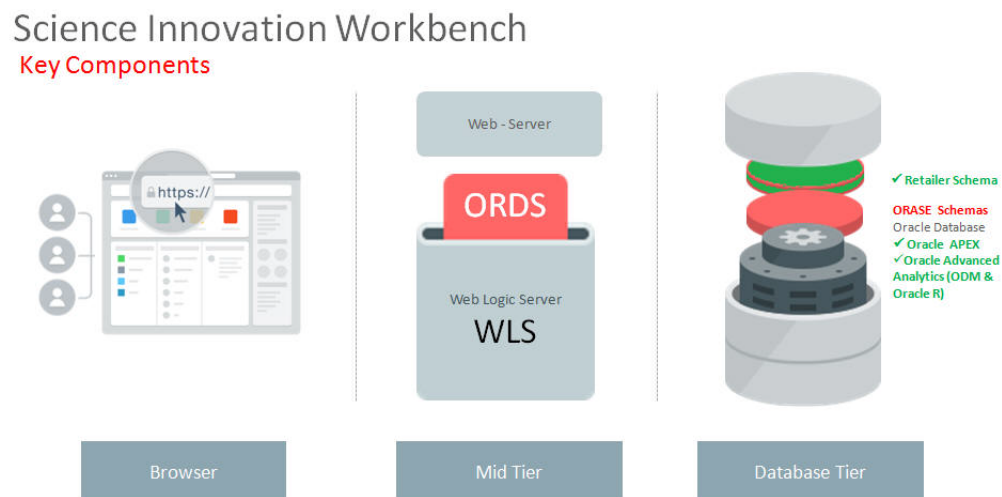 Science Innovation Workbench
Key Components
https://
Web - Server
ORDS
Web Logic Server
WLS
✓ Retailer Schema
ORASE Schemas
Oracle Database
✓ Oracle APEX
✓Oracle Advanced
Analytics (ODM &
Oracle R)
Browser
Mid Tier
Database Tier